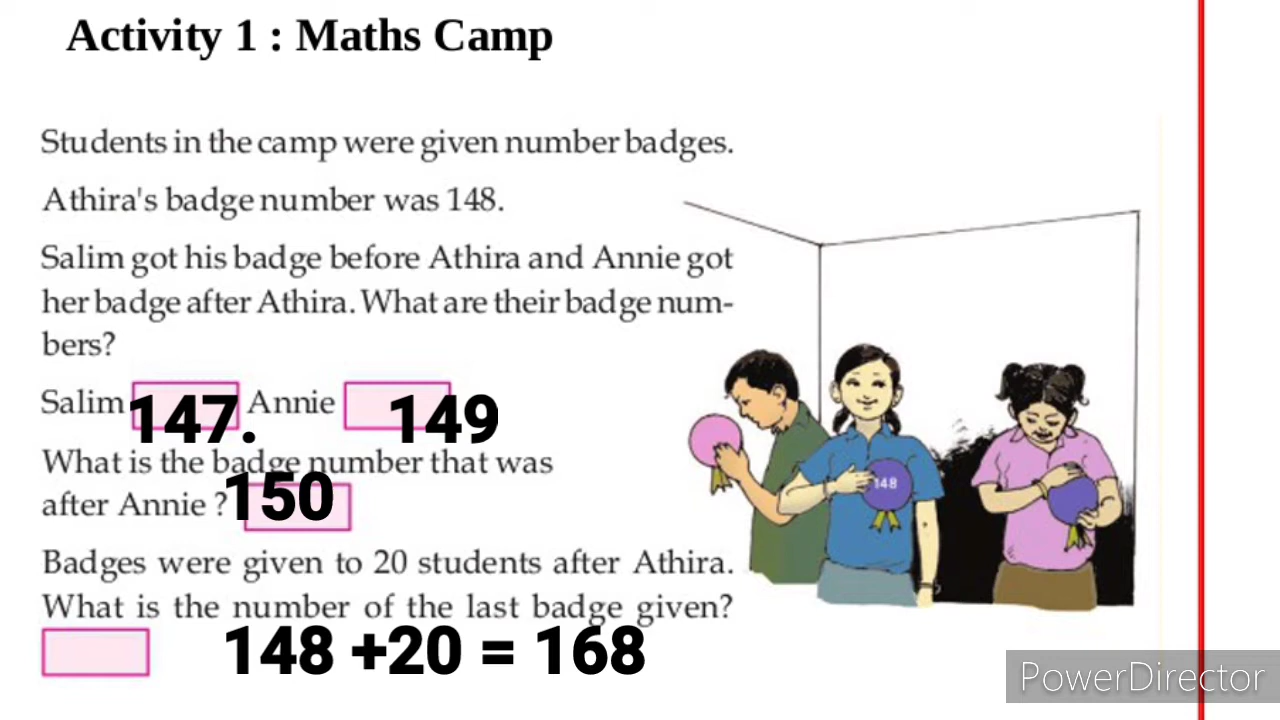 Activity 1 : Maths Camp
Students in the camp were given number badges.
Athira's badge number was 148.
Salim got his badge before Athira and Annie got
her badge after Athira. What are their badge num-
bers?
Salim 147. Annie 149
What is the badge number that was
after Annie ? 150
148
Badges were given to 20 students after Athira.
What is the number of the last badge given?
148 +20 = 168
PowerDirector